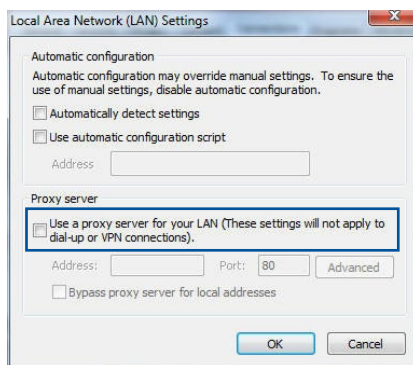 Local Area Network (LAN) Settings
Automatic configuration
Automatic configuration may override manual settings. To ensure the
use of manual settings, disable automatic configuration.
Automatically detect settings
Use automatic configuration script
Address
Proxy server
Use a proxy server for your LAN (These settings will not apply to
dial-up or VPN connections).
Address: Port: 80 Advanced
Bypass proxy server for local addresses
OK Cancel